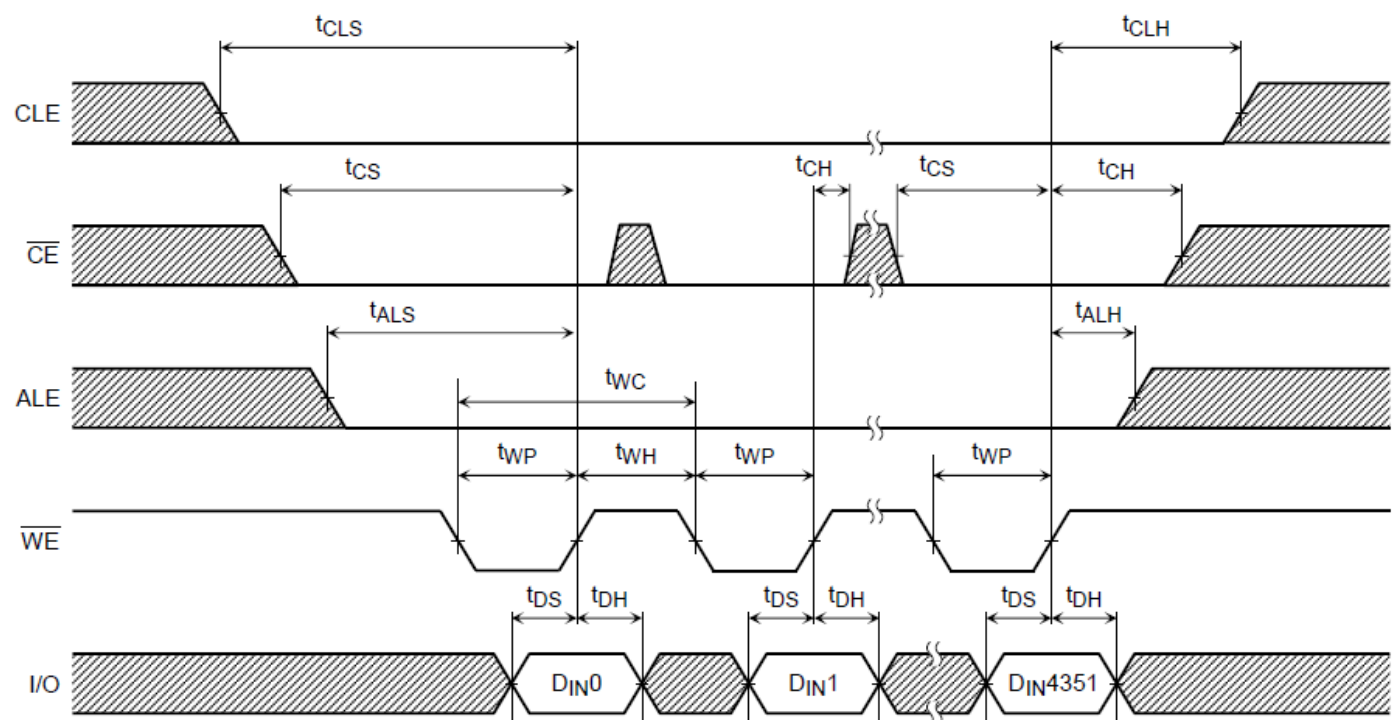 tCLS tCLH
CLE
tCS tCH tCS tCH
CE
tALS tALH
ALE
tWC
tWP tWH tWP tWP
WE
tDS tDH tDS tDH tDS tDH
I/O DIN0 DIN1 DIN4351